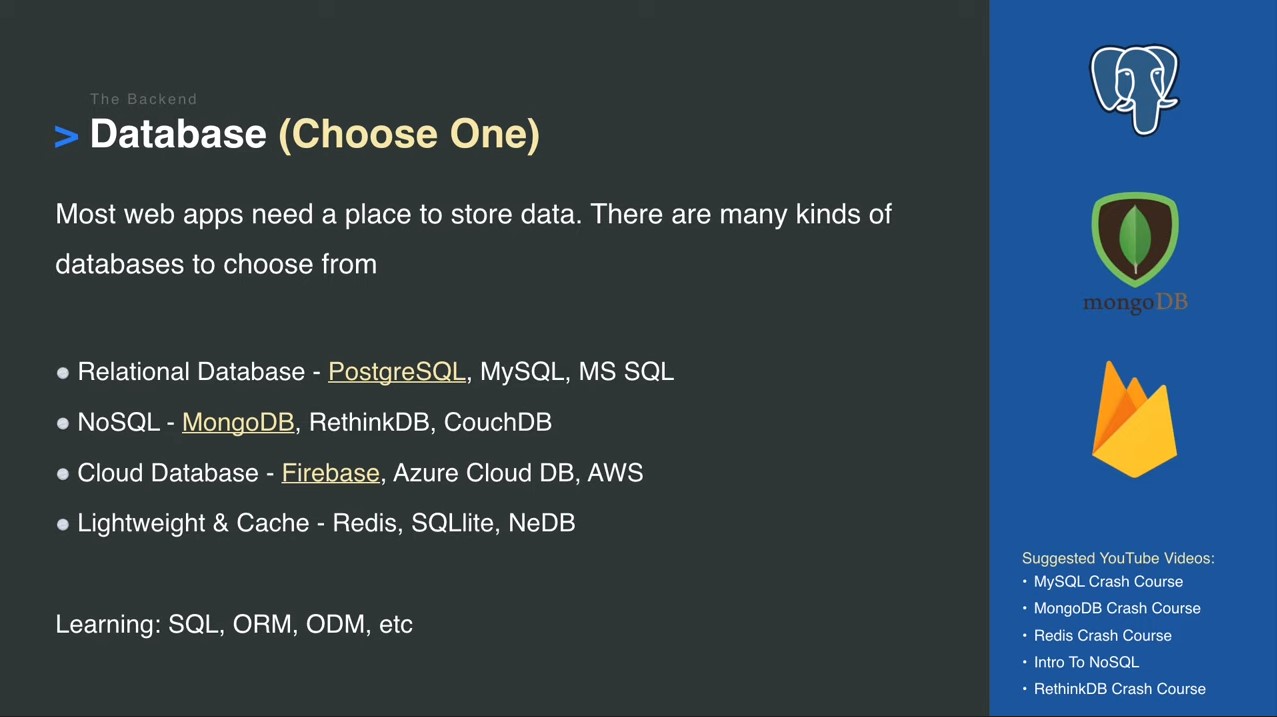 The Backend
> Database (Choose One)
Most web apps need a place to store data. There are many kinds of
databases to choose from
● Relational Database - PostgreSQL, MySQL, MS SQL
● NoSQL - MongoDB, RethinkDB, CouchDB
● Cloud Database - Firebase, Azure Cloud DB, AWS
● Lightweight & Cache - Redis, SQLlite, NeDB
Learning: SQL, ORM, ODM, etc
mongoDB
Suggested YouTube Videos:
• MySQL Crash Course
• MongoDB Crash Course
• Redis Crash Course
• Intro To NoSQL
• RethinkDB Crash Course